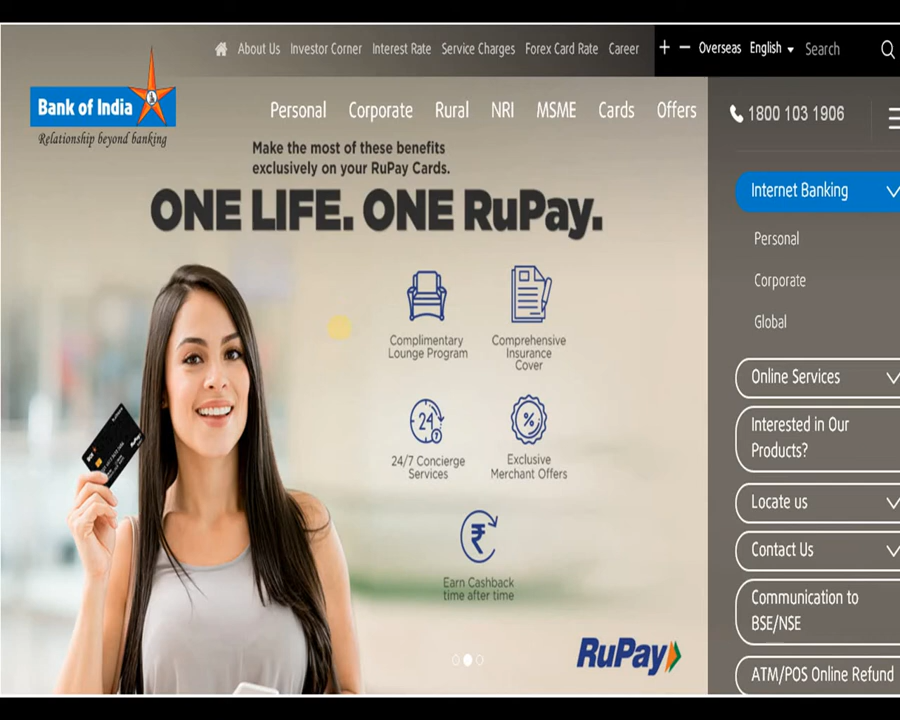 About Us Investor Corner Interest Rate Service Charges Forex Card Rate Career
+ − Overseas English Search
Bank of India
Relationship beyond banking
Personal Corporate Rural NRI MSME Cards Offers
1800 103 1906
Make the most of these benefits
exclusively on your RuPay Cards.
ONE LIFE. ONE RuPay.
Complimentary
Lounge Program
Comprehensive
Insurance
Cover
24
24/7 Concierge
Services
%
Exclusive
Merchant Offers
₹
Earn Cashback
time after time
RuPay
Internet Banking
Personal
Corporate
Global
Online Services
Interested in Our
Products?
Locate us
Contact Us
Communication to
BSE/NSE
ATM/POS Online Refund